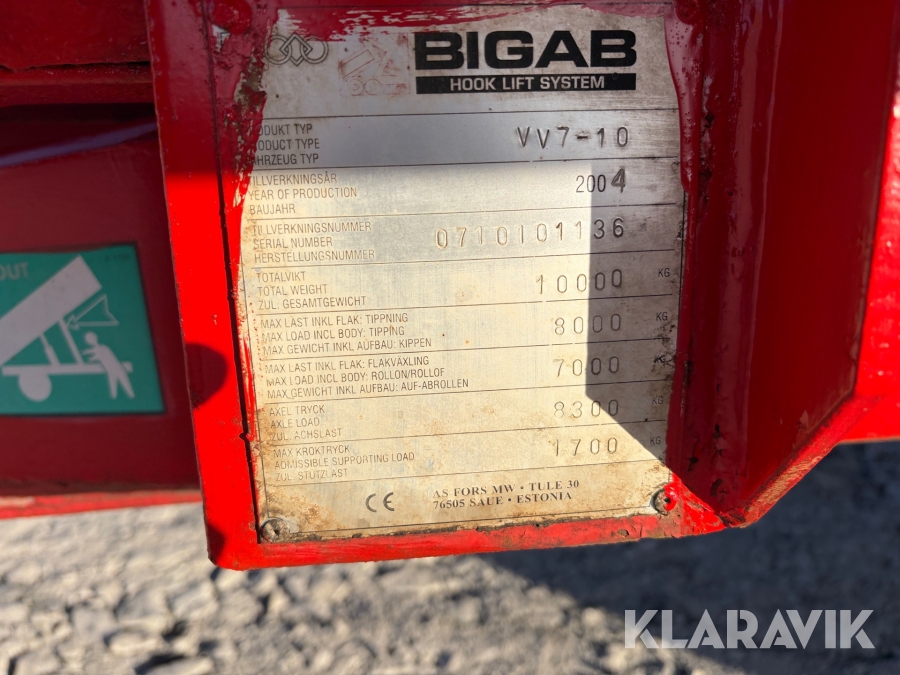 BIGAB
HOOK LIFT SYSTEM
PRODUKT TYP
PRODUCT TYPE
FAHRZEUG TYP
VV7-10
TILLVERKNINGSÅR
YEAR OF PRODUCTION
BAUJAHR
2004
TILLVERKNINGSNUMMER
SERIAL NUMBER
HERSTELLUNGSNUMMER
0710101136
TOTALVIKT
TOTAL WEIGHT
ZUL. GESAMTGEWICHT
10000 KG
MAX LAST INKL FLAK: TIPPNING
MAX LOAD INCL BODY: TIPPING
MAX GEWICHT INKL AUFBAU: KIPPEN
8000 KG
MAX LAST INKL FLAK: FLAKVÄXLING
MAX LOAD INCL BODY: ROLLON/ROLLOF
MAX GEWICHT INKL AUFBAU: AUF-ABROLLEN
7000 KG
AXEL TRYCK
AXLE LOAD
ZUL. ACHSLAST
8300 KG
MAX KROKTRYCK
ADMISSIBLE SUPPORTING LOAD
ZUL. STÜTZLAST
1700 KG
CE
AS FORS MW · TULE 30
76505 SAUE · ESTONIA
OUT
KLARAVIK